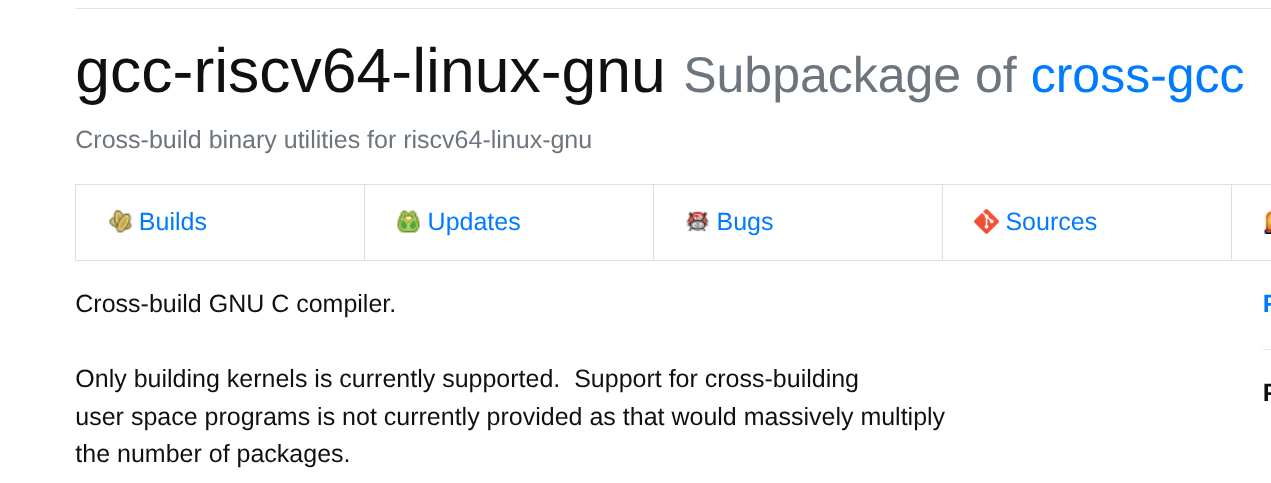 gcc-riscv64-linux-gnu Subpackage of cross-gcc
Cross-build binary utilities for riscv64-linux-gnu
Builds Updates Bugs Sources
Cross-build GNU C compiler.
Only building kernels is currently supported.  Support for cross-building
user space programs is not currently provided as that would massively multiply
the number of packages.